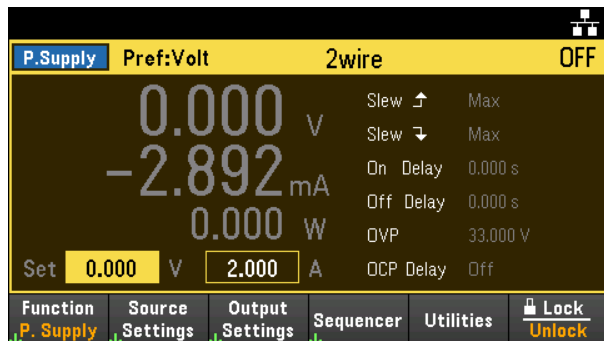 P.Supply Pref:Volt 2wire OFF
0.000 V
-2.892 mA
0.000 W
Set 0.000 V 2.000 A
Slew Max
Slew Max
On Delay 0.000 s
Off Delay 0.000 s
OVP 33.000 V
OCP Delay Off
Function P. Supply
Source Settings
Output Settings
Sequencer
Utilities
Lock Unlock